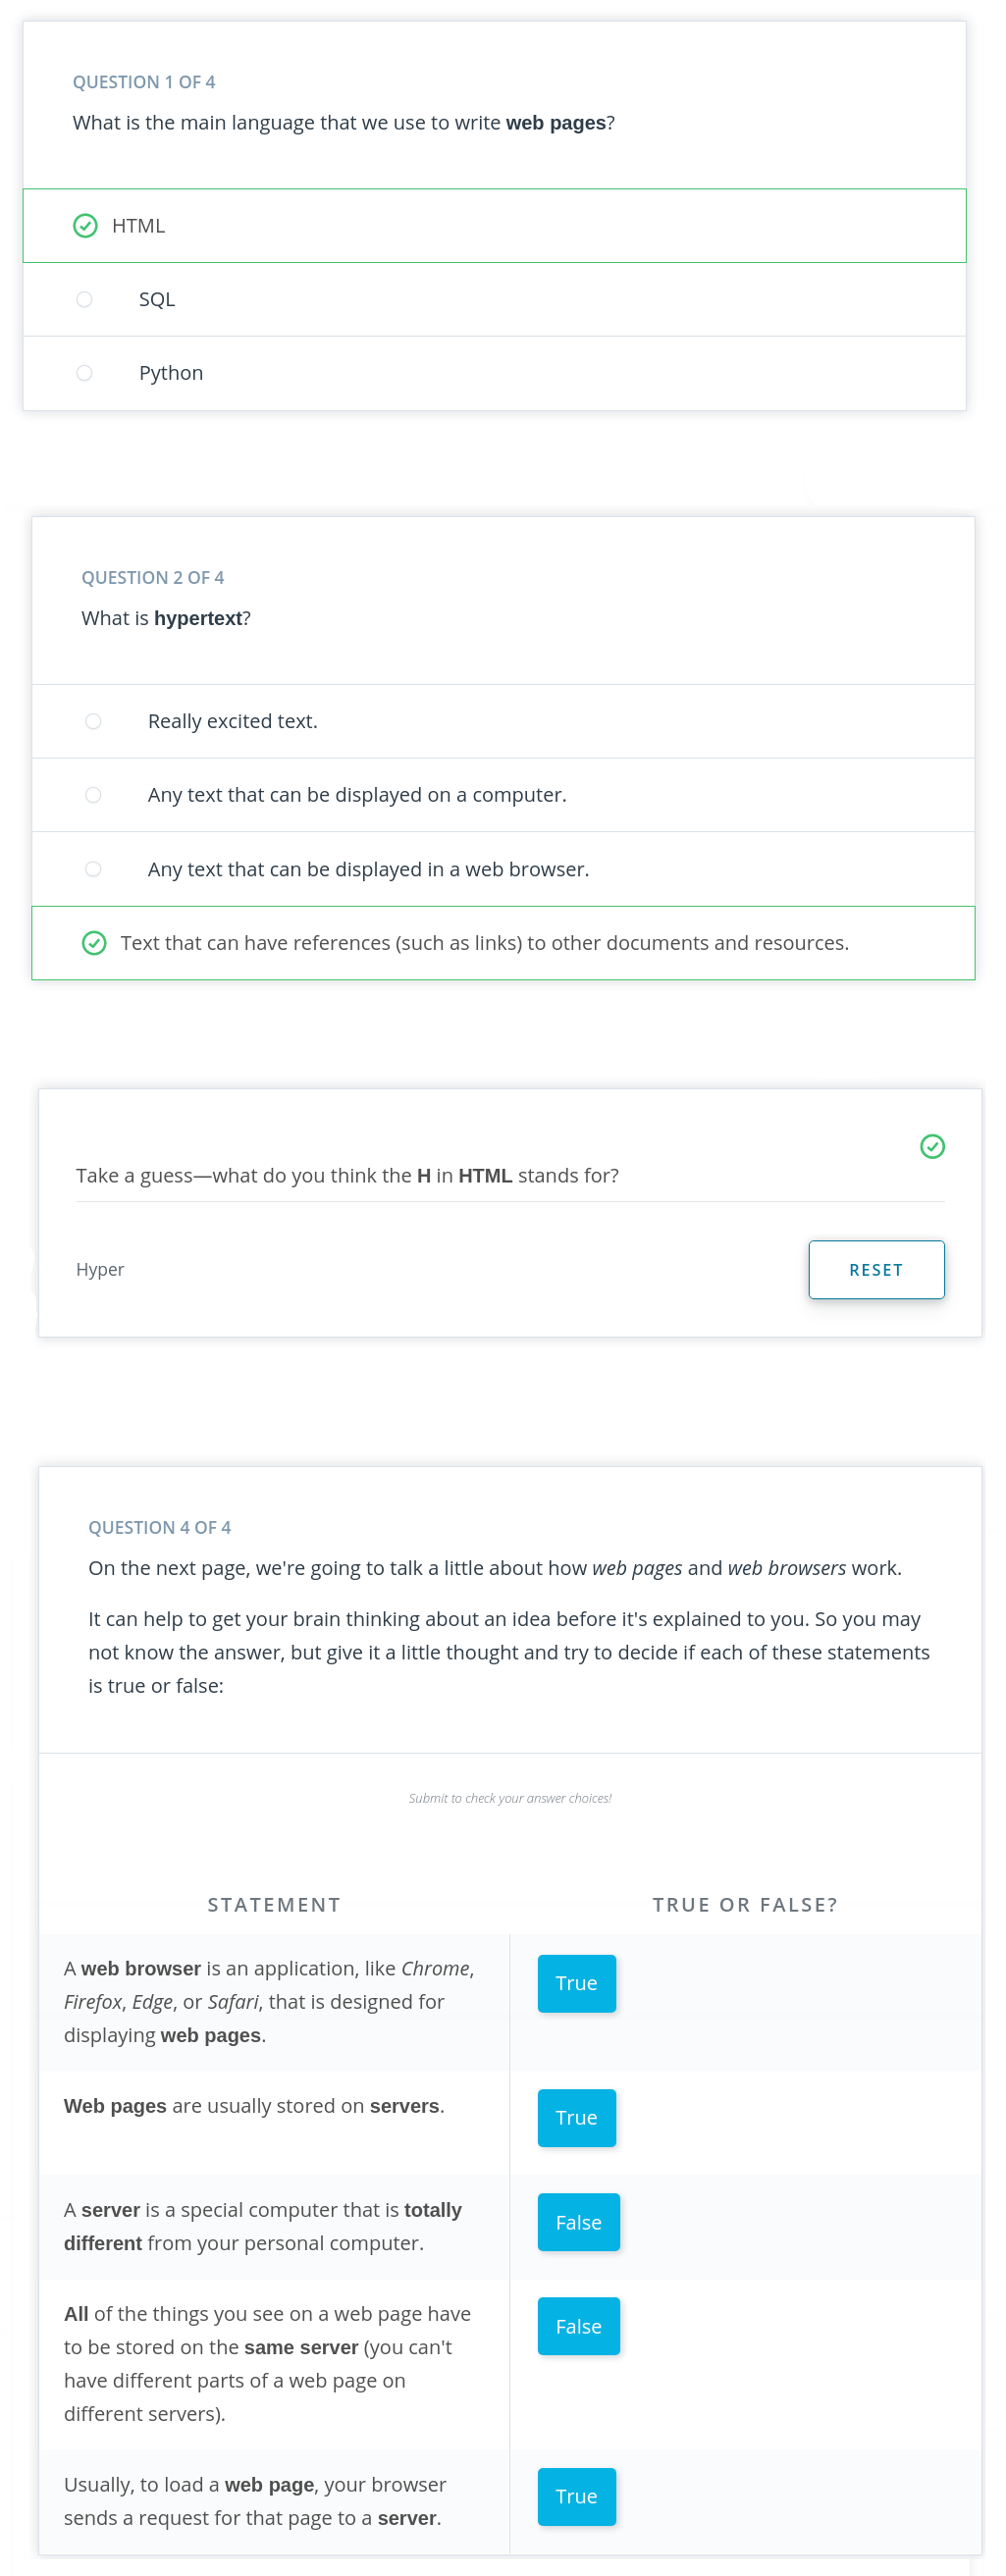 QUESTION 1 OF 4
What is the main language that we use to write web pages?
HTML
SQL
Python
QUESTION 2 OF 4
What is hypertext?
Really excited text.
Any text that can be displayed on a computer.
Any text that can be displayed in a web browser.
Text that can have references (such as links) to other documents and resources.
Take a guess—what do you think the H in HTML stands for?
Hyper
RESET
QUESTION 4 OF 4
On the next page, we're going to talk a little about how web pages and web browsers work.
It can help to get your brain thinking about an idea before it's explained to you. So you may
not know the answer, but give it a little thought and try to decide if each of these statements
is true or false:
Submit to check your answer choices!
STATEMENT
TRUE OR FALSE?
A web browser is an application, like Chrome,
Firefox, Edge, or Safari, that is designed for
displaying web pages.
True
Web pages are usually stored on servers.
True
A server is a special computer that is totally
different from your personal computer.
False
All of the things you see on a web page have
to be stored on the same server (you can't
have different parts of a web page on
different servers).
False
Usually, to load a web page, your browser
sends a request for that page to a server.
True